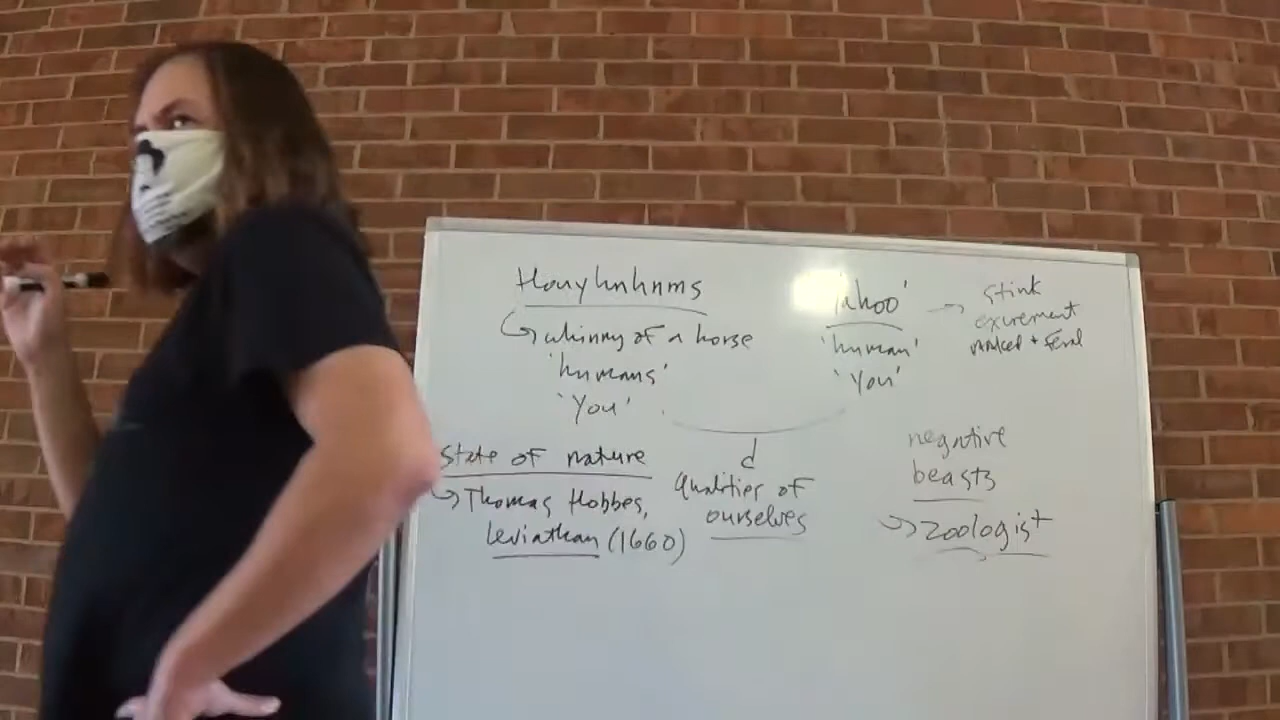 Houyhnhnms
whinny of a horse
'humans'
'You'
'Yahoo'
'human'
'You'
stink
excrement
naked + feral
State of nature
Thomas Hobbes,
Leviathan (1660)
Qualities of
ourselves
negative
beasts
zoologist